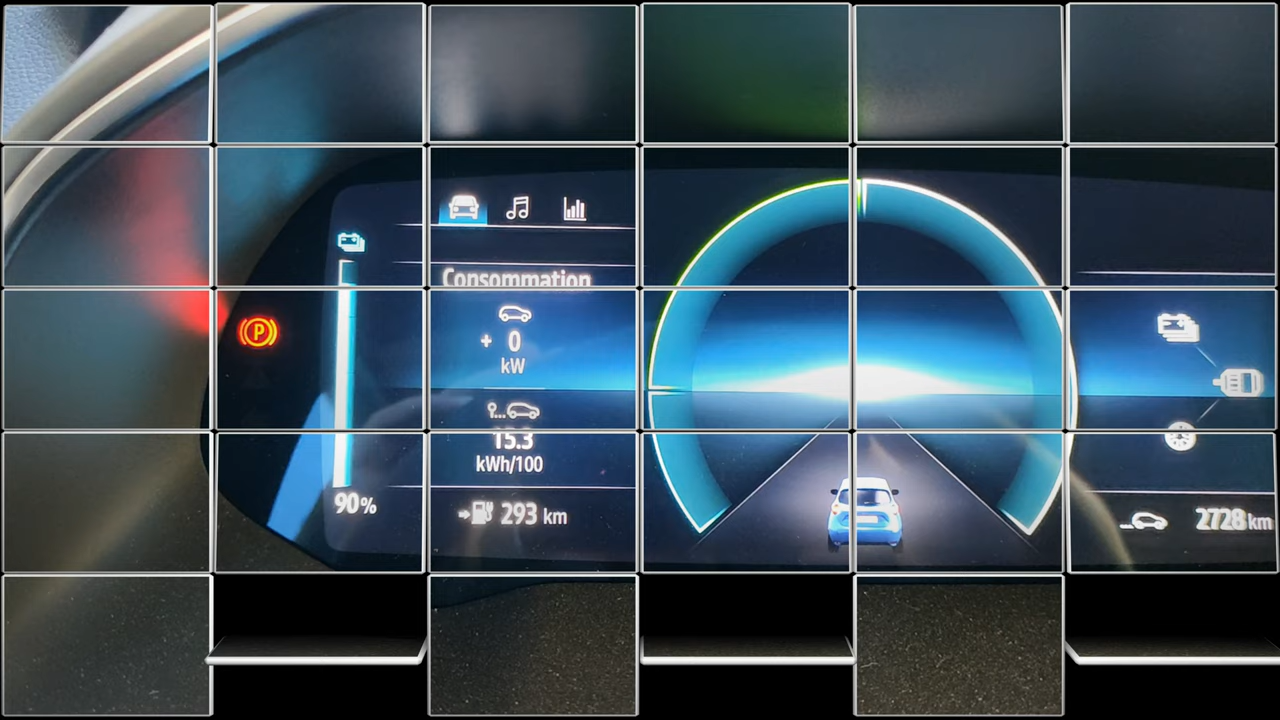 Consommation
+ 0
kW
15.3
kWh/100
90%
293 km
2728 km
P